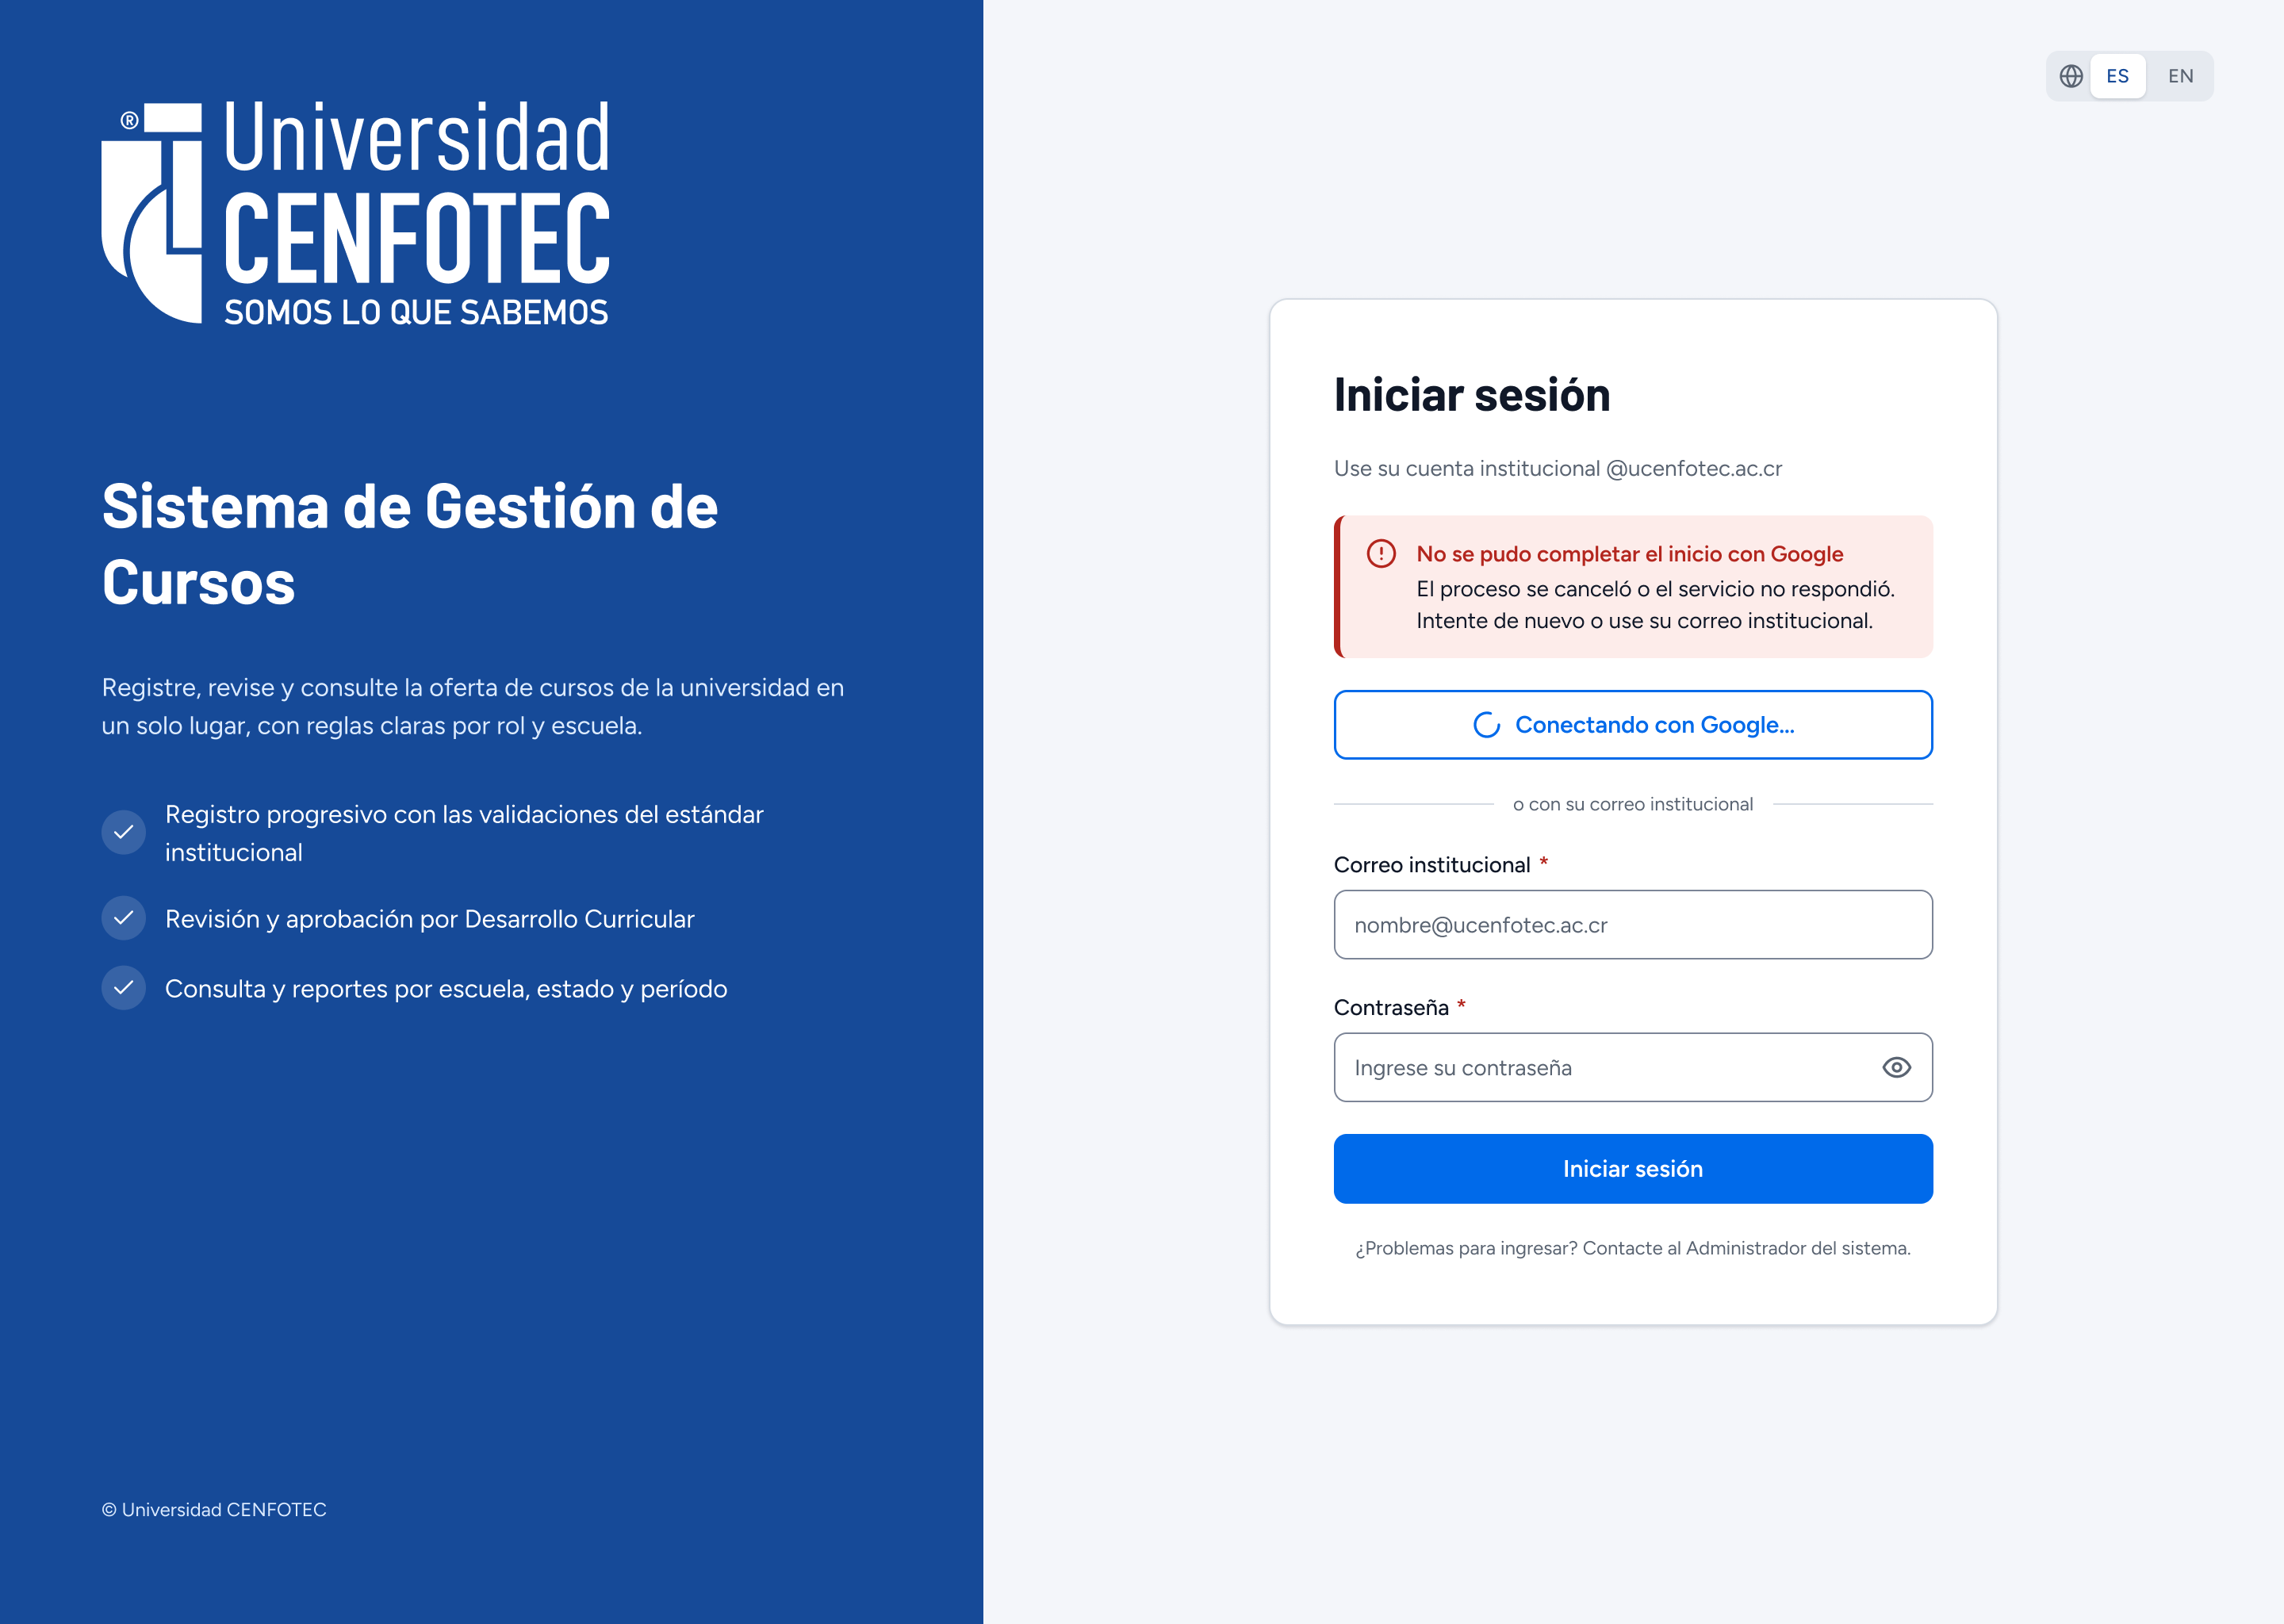 ®
Universidad
CENFOTEC
SOMOS LO QUE SABEMOS
Sistema de Gestión de
Cursos
Registre, revise y consulte la oferta de cursos de la universidad en
un solo lugar, con reglas claras por rol y escuela.
Registro progresivo con las validaciones del estándar
institucional
Revisión y aprobación por Desarrollo Curricular
Consulta y reportes por escuela, estado y período
© Universidad CENFOTEC
ES EN
Iniciar sesión
Use su cuenta institucional @ucenfotec.ac.cr
No se pudo completar el inicio con Google
El proceso se canceló o el servicio no respondió.
Intente de nuevo o use su correo institucional.
Conectando con Google...
o con su correo institucional
Correo institucional *
nombre@ucenfotec.ac.cr
Contraseña *
Ingrese su contraseña
Iniciar sesión
¿Problemas para ingresar? Contacte al Administrador del sistema.